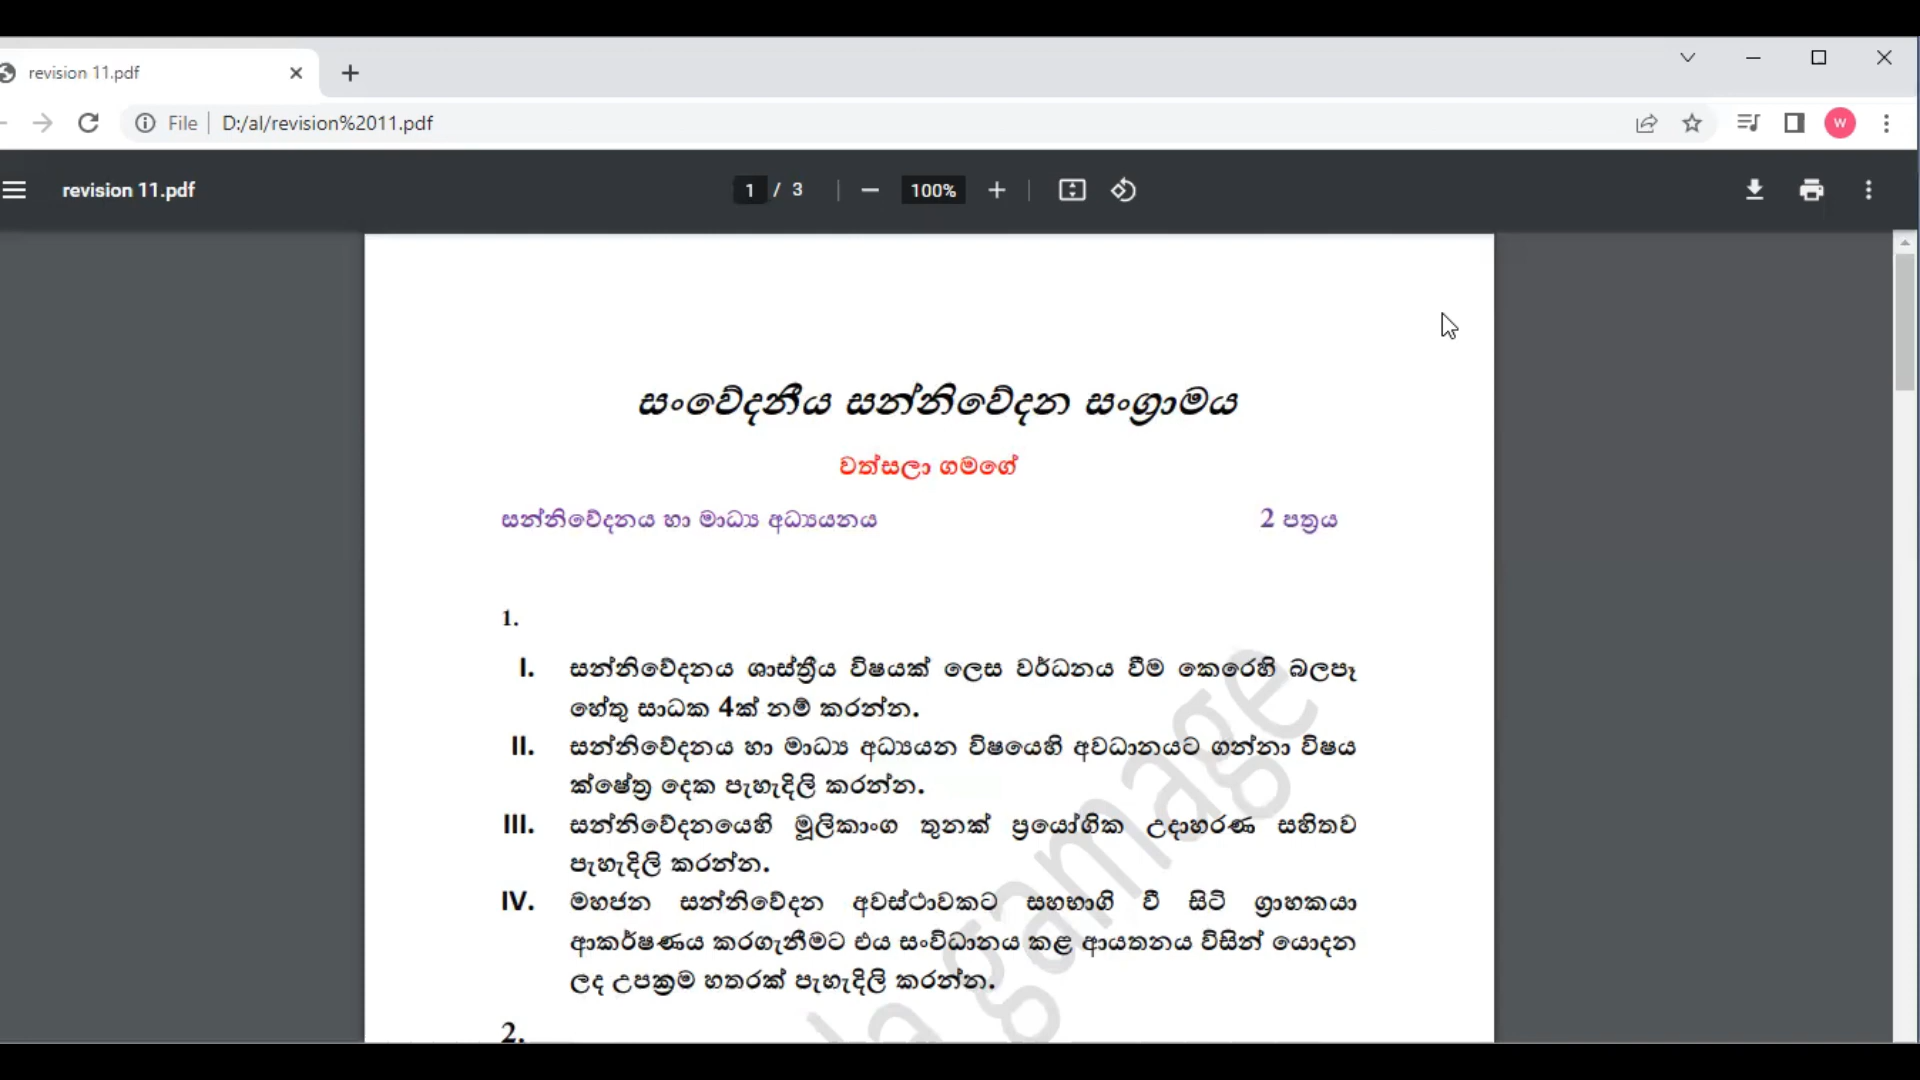 revision 11.pdf
File
D:/al/revision%2011.pdf
W
revision 11.pdf
1 / 3
100%
සංවේදනීය සන්නිවේදන සංග්‍රාමය
වත්සලා ගමගේ
සන්නිවේදනය හා මාධ්‍ය අධ්‍යයනය 2 පත්‍රය
1.
I. සන්නිවේදනය ශාස්ත්‍රීය විෂයක් ලෙස වර්ධනය වීම කෙරෙහි බලපෑ
හේතු සාධක 4ක් නම් කරන්න.
II. සන්නිවේදනය හා මාධ්‍ය අධ්‍යයන විෂයෙහි අවධානයට ගන්නා විෂය
ක්ෂේත්‍ර දෙක පැහැදිලි කරන්න.
III. සන්නිවේදනයෙහි මූලිකාංග තුනක් ප්‍රයෝගික උදාහරණ සහිතව
පැහැදිලි කරන්න.
IV. මහජන සන්නිවේදන අවස්ථාවකට සහභාගි වී සිටි ග්‍රාහකයා
ආකර්ෂණය කරගැනීමට එය සංවිධානය කළ ආයතනය විසින් යොදන
ලද උපක්‍රම හතරක් පැහැදිලි කරන්න.
2.
la gamage